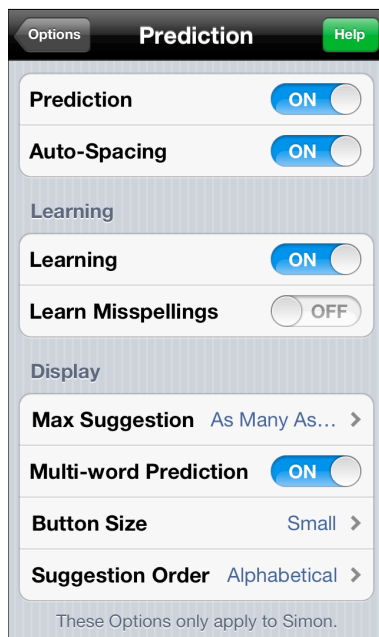 Options Prediction Help
Prediction ON
Auto-Spacing ON
Learning
Learning ON
Learn Misspellings OFF
Display
Max Suggestion As Many As...
Multi-word Prediction ON
Button Size Small
Suggestion Order Alphabetical
These Options only apply to Simon.